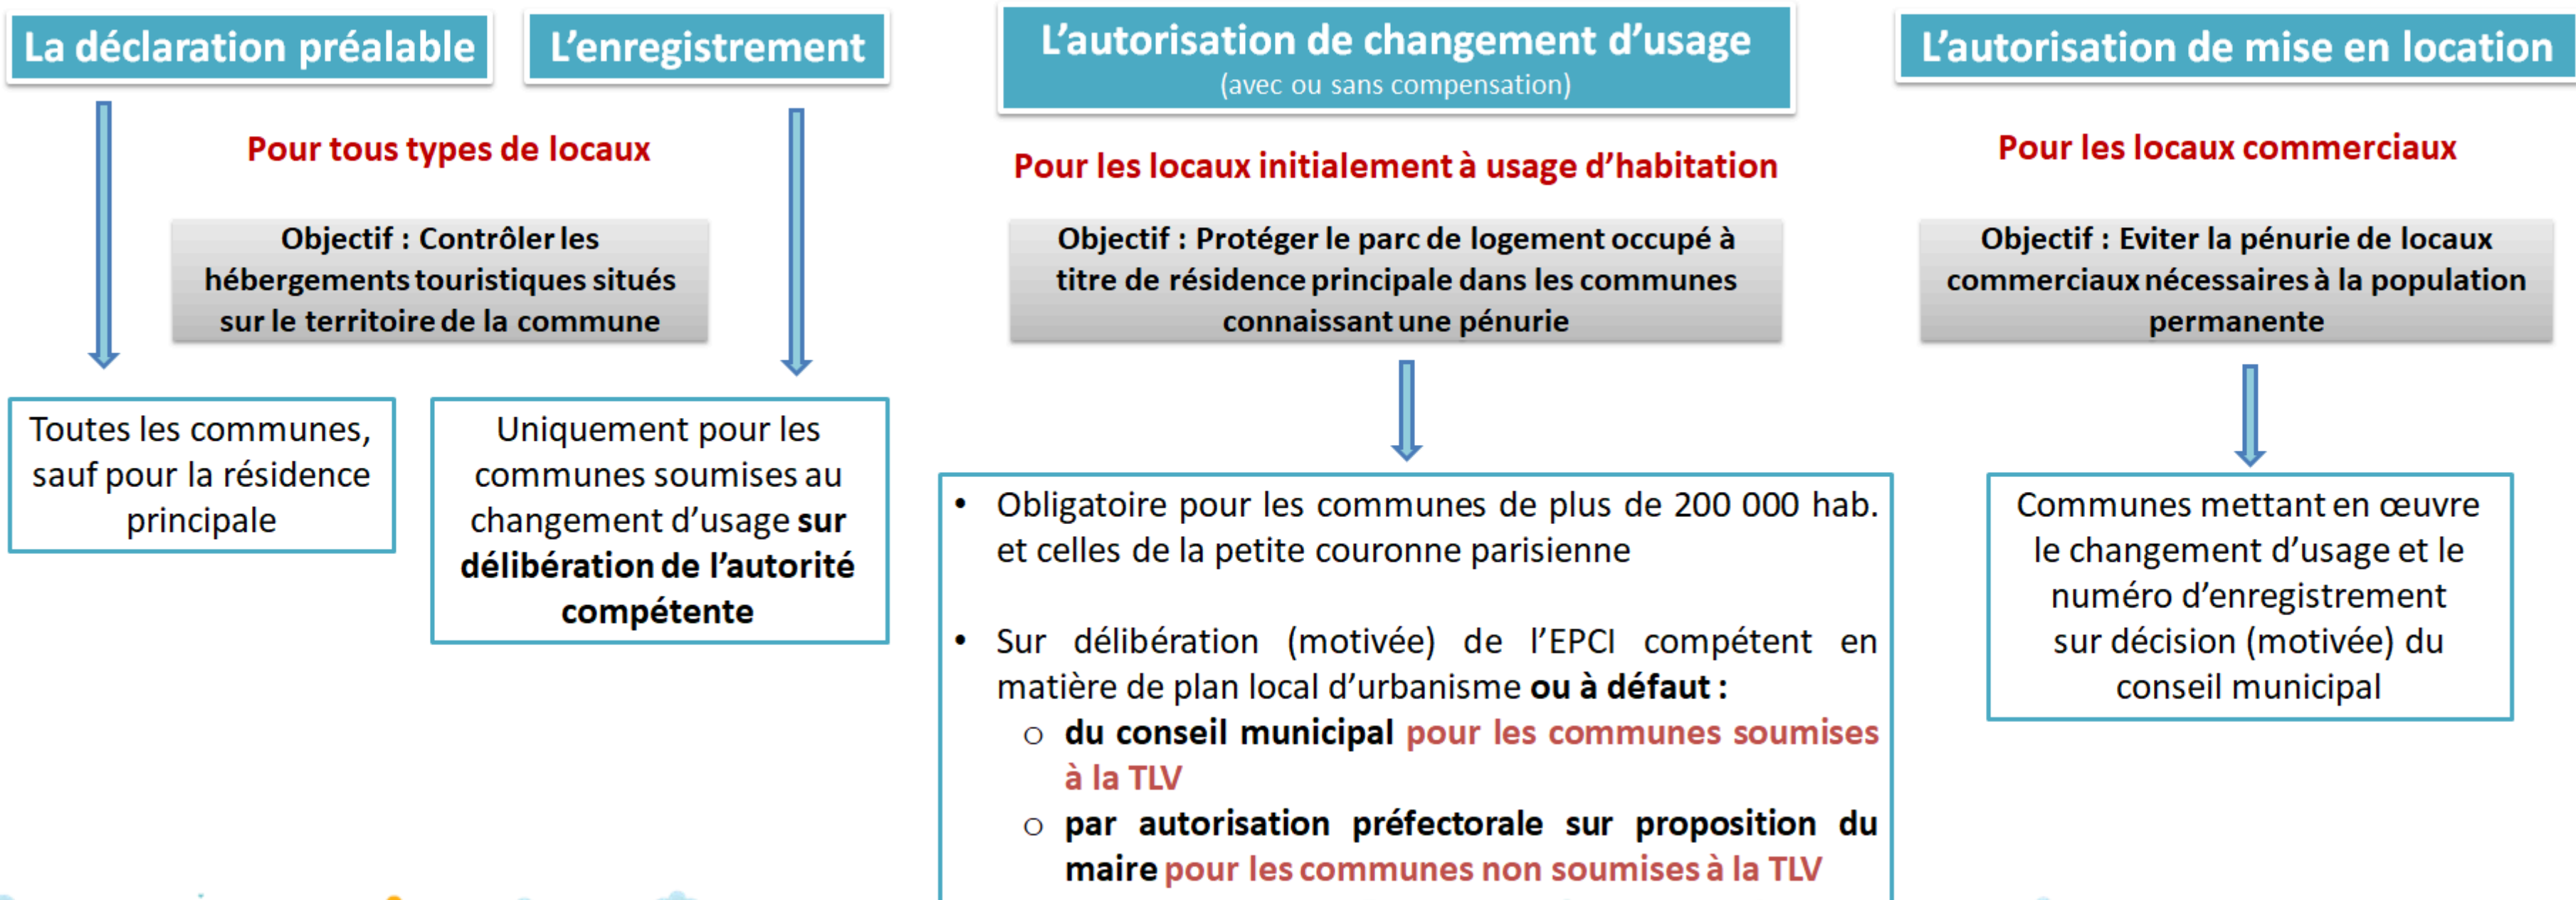 La déclaration préalable
L'enregistrement
Pour tous types de locaux
Objectif : Contrôler les
hébergements touristiques situés
sur le territoire de la commune
Toutes les communes,
sauf pour la résidence
principale
Uniquement pour les
communes soumises au
changement d'usage sur
délibération de l'autorité
compétente
L'autorisation de changement d'usage
(avec ou sans compensation)
Pour les locaux initialement à usage d'habitation
Objectif : Protéger le parc de logement occupé à
titre de résidence principale dans les communes
connaissant une pénurie
• Obligatoire pour les communes de plus de 200 000 hab.
et celles de la petite couronne parisienne
• Sur délibération (motivée) de l'EPCI compétent en
matière de plan local d'urbanisme ou à défaut :
o du conseil municipal pour les communes soumises
à la TLV
o par autorisation préfectorale sur proposition du
maire pour les communes non soumises à la TLV
L'autorisation de mise en location
Pour les locaux commerciaux
Objectif : Eviter la pénurie de locaux
commerciaux nécessaires à la population
permanente
Communes mettant en œuvre
le changement d'usage et le
numéro d'enregistrement
sur décision (motivée) du
conseil municipal